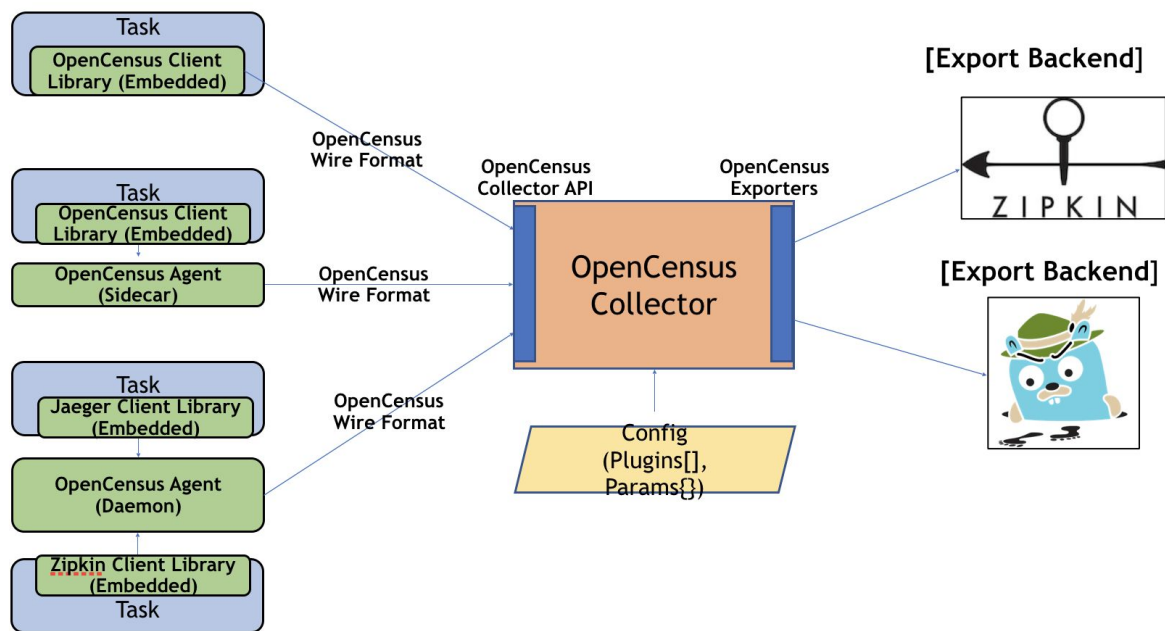 Task
OpenCensus Client
Library (Embedded)
OpenCensus
Wire Format
Task
OpenCensus Client
Library (Embedded)
OpenCensus Agent
(Sidecar)
OpenCensus
Wire Format
Task
Jaeger Client Library
(Embedded)
OpenCensus Agent
(Daemon)
Zipkin Client Library
(Embedded)
Task
OpenCensus
Wire Format
OpenCensus
Collector API
OpenCensus
Exporters
OpenCensus
Collector
Config
(Plugins[],
Params{})
[Export Backend]
ZIPKIN
[Export Backend]